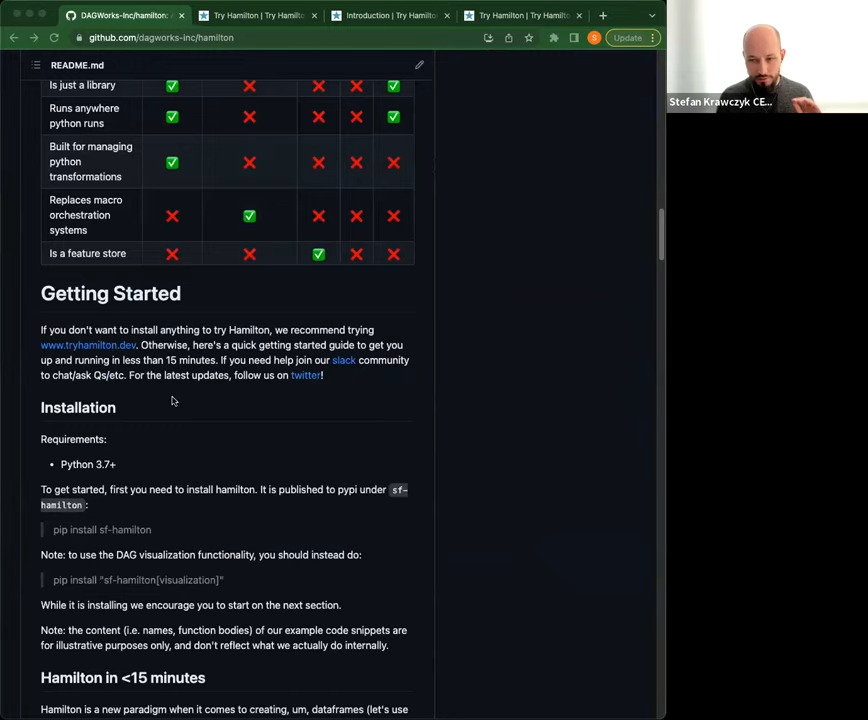 DAGWorks-Inc/hamilton:
Try Hamilton | Try Hamilto
Introduction | Try Hamilton
Try Hamilton | Try Hamilto
github.com/dagworks-inc/hamilton
S
Update
README.md
Is just a library
Runs anywhere
python runs
Built for managing
python
transformations
Replaces macro
orchestration
systems
Is a feature store
Getting Started
If you don't want to install anything to try Hamilton, we recommend trying
www.tryhamilton.dev. Otherwise, here's a quick getting started guide to get you
up and running in less than 15 minutes. If you need help join our slack community
to chat/ask Qs/etc. For the latest updates, follow us on twitter!
Installation
Requirements:
• Python 3.7+
To get started, first you need to install hamilton. It is published to pypi under sf-
hamilton:
pip install sf-hamilton
Note: to use the DAG visualization functionality, you should instead do:
pip install "sf-hamilton[visualization]"
While it is installing we encourage you to start on the next section.
Note: the content (i.e. names, function bodies) of our example code snippets are
for illustrative purposes only, and don't reflect what we actually do internally.
Hamilton in <15 minutes
Hamilton is a new paradigm when it comes to creating, um, dataframes (let's use
Stefan Krawczyk CE...